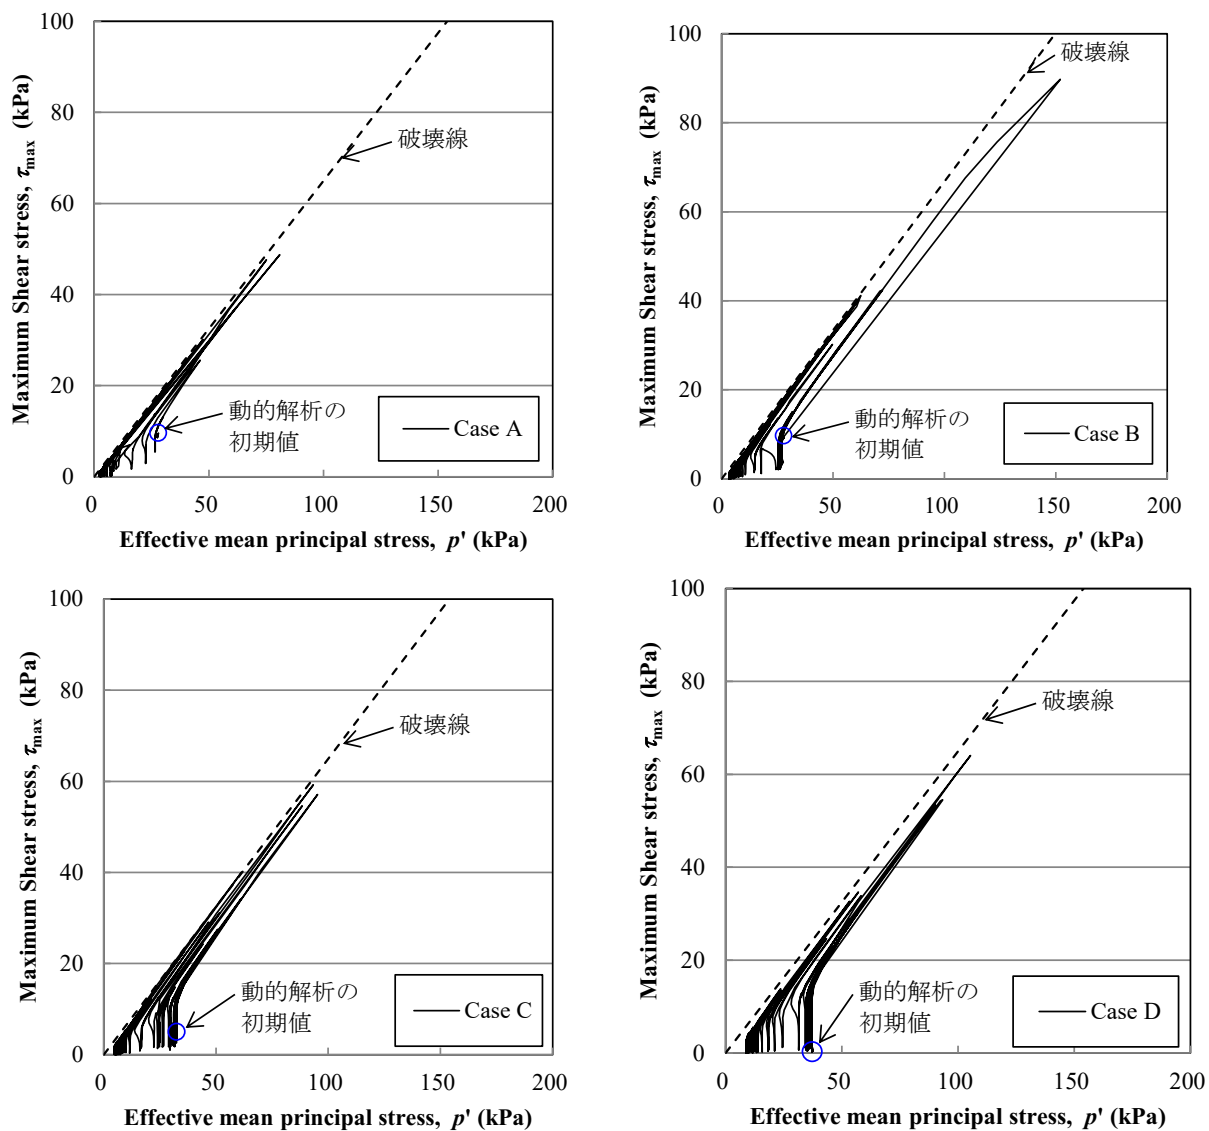 100
80
60
40
20
0
Maximum Shear stress, τmax (kPa)
破壊線
動的解析の
初期値
Case A
0 50 100 150 200
Effective mean principal stress, p' (kPa)
100
80
60
40
20
0
Maximum Shear stress, τmax (kPa)
破壊線
動的解析の
初期値
Case B
0 50 100 150 200
Effective mean principal stress, p' (kPa)
100
80
60
40
20
0
Maximum Shear stress, τmax (kPa)
破壊線
動的解析の
初期値
Case C
0 50 100 150 200
Effective mean principal stress, p' (kPa)
100
80
60
40
20
0
Maximum Shear stress, τmax (kPa)
破壊線
動的解析の
初期値
Case D
0 50 100 150 200
Effective mean principal stress, p' (kPa)